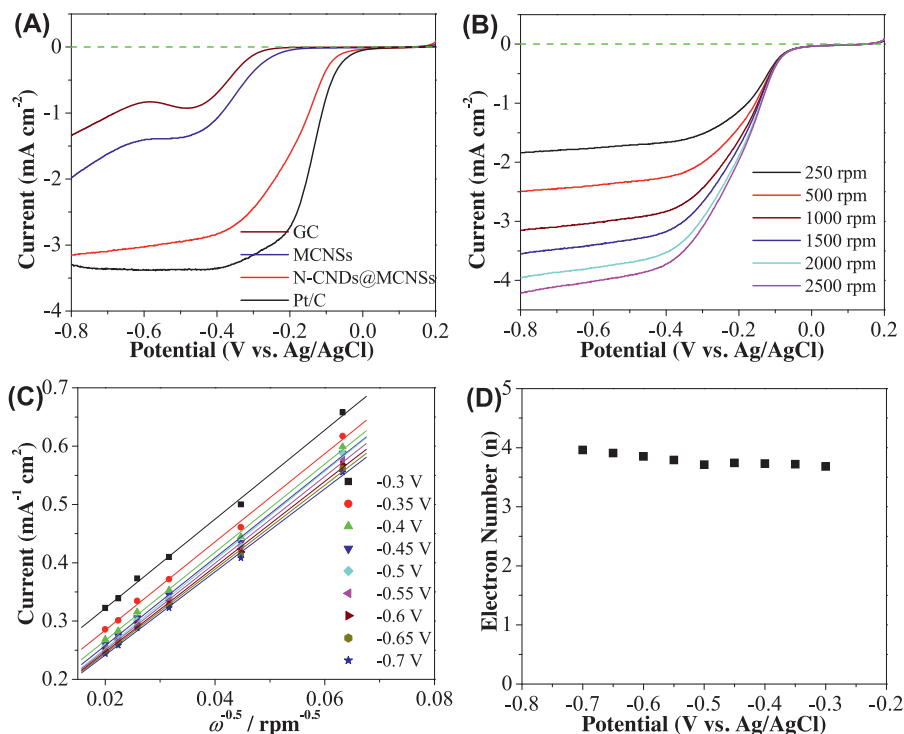 (A)
Current (mA cm-2)
0
-1
-2
-3
-4
GC
MCNSs
N-CNDs@MCNSs
Pt/C
-0.8 -0.6 -0.4 -0.2 0.0 0.2
Potential (V vs. Ag/AgCl)
(B)
Current (mA cm-2)
0
-1
-2
-3
-4
250 rpm
500 rpm
1000 rpm
1500 rpm
2000 rpm
2500 rpm
-0.8 -0.6 -0.4 -0.2 0.0 0.2
Potential (V vs. Ag/AgCl)
(C)
Current (mA-1 cm2)
0.7
0.6
0.5
0.4
0.3
0.2
-0.3 V
-0.35 V
-0.4 V
-0.45 V
-0.5 V
-0.55 V
-0.6 V
-0.65 V
-0.7 V
0.02 0.04 0.06 0.08
ω-0.5 / rpm-0.5
(D)
Electron Number (n)
5
4
3
2
1
0
-0.8 -0.7 -0.6 -0.5 -0.4 -0.3 -0.2
Potential (V vs. Ag/AgCl)